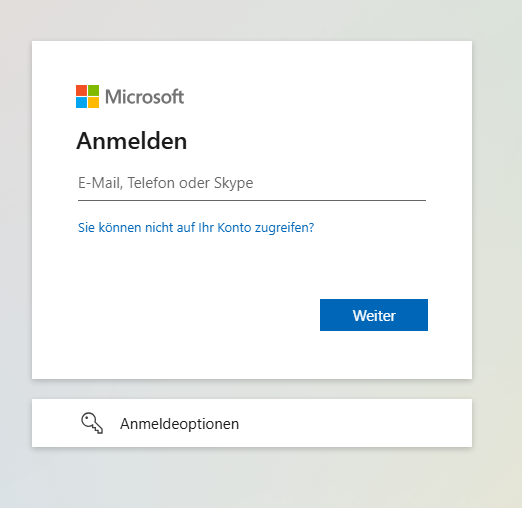 Microsoft
Anmelden
E-Mail, Telefon oder Skype
Sie können nicht auf Ihr Konto zugreifen?
Weiter
Anmeldeoptionen